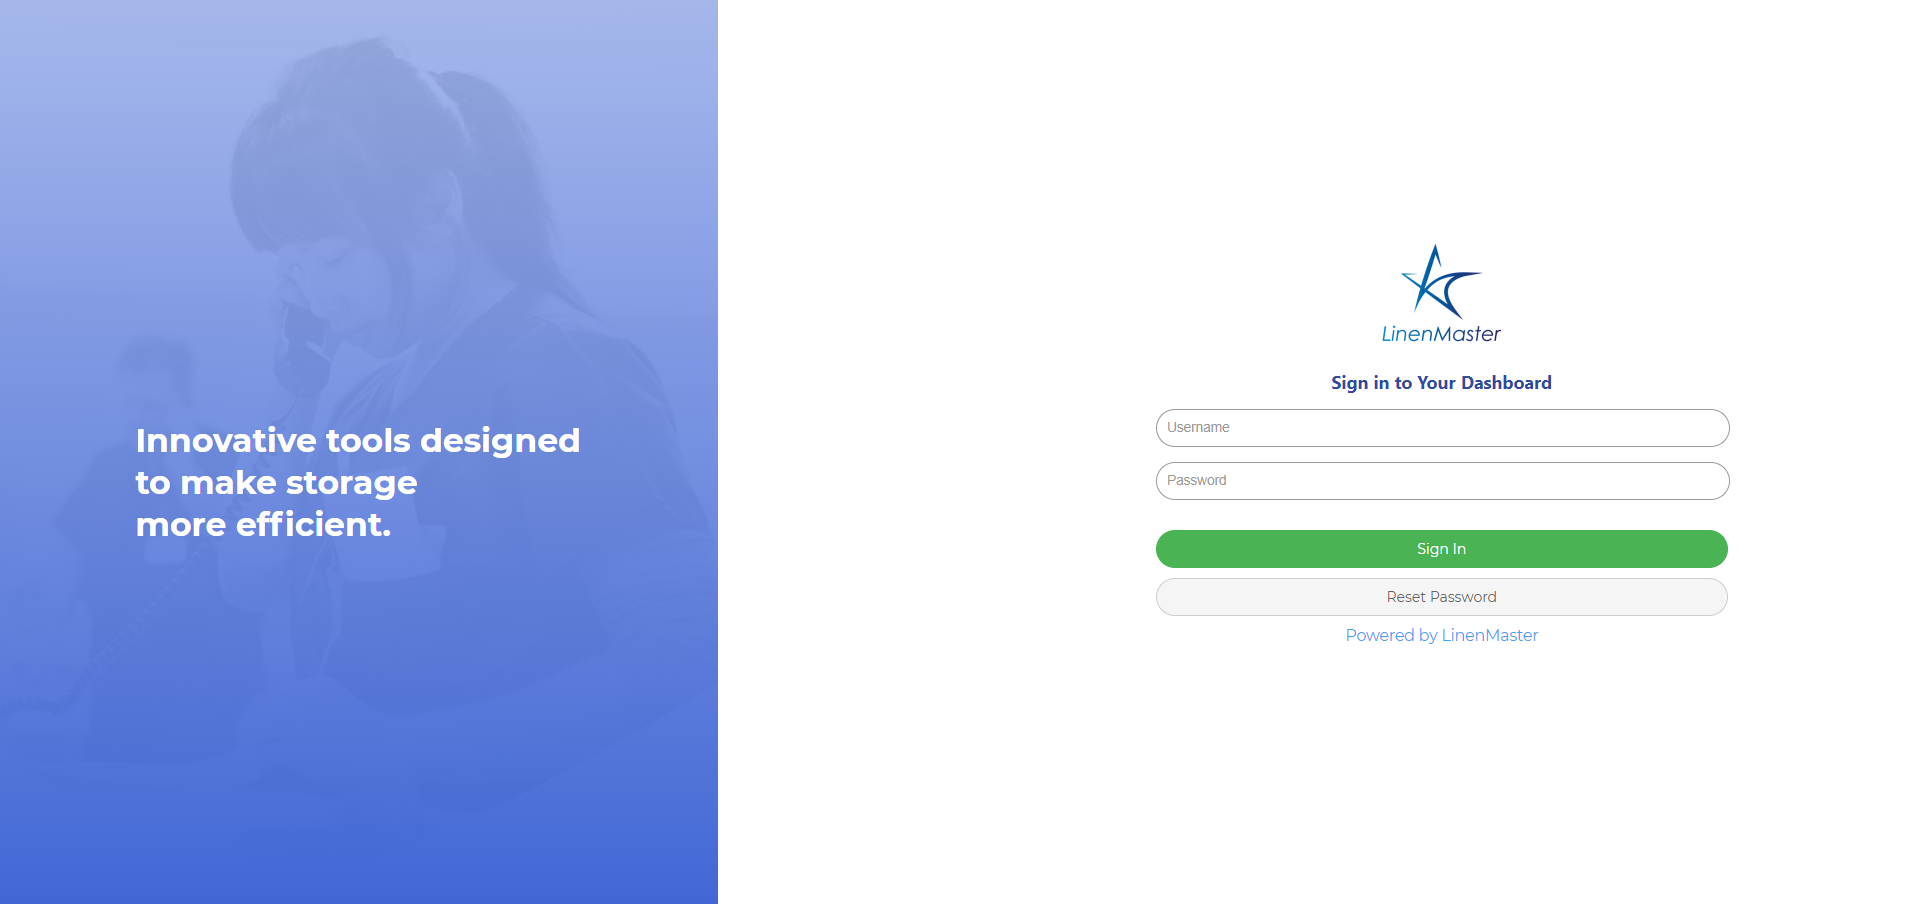 Innovative tools designed
to make storage
more efficient.
LinenMaster
Sign in to Your Dashboard
Username
Password
Sign In
Reset Password
Powered by LinenMaster